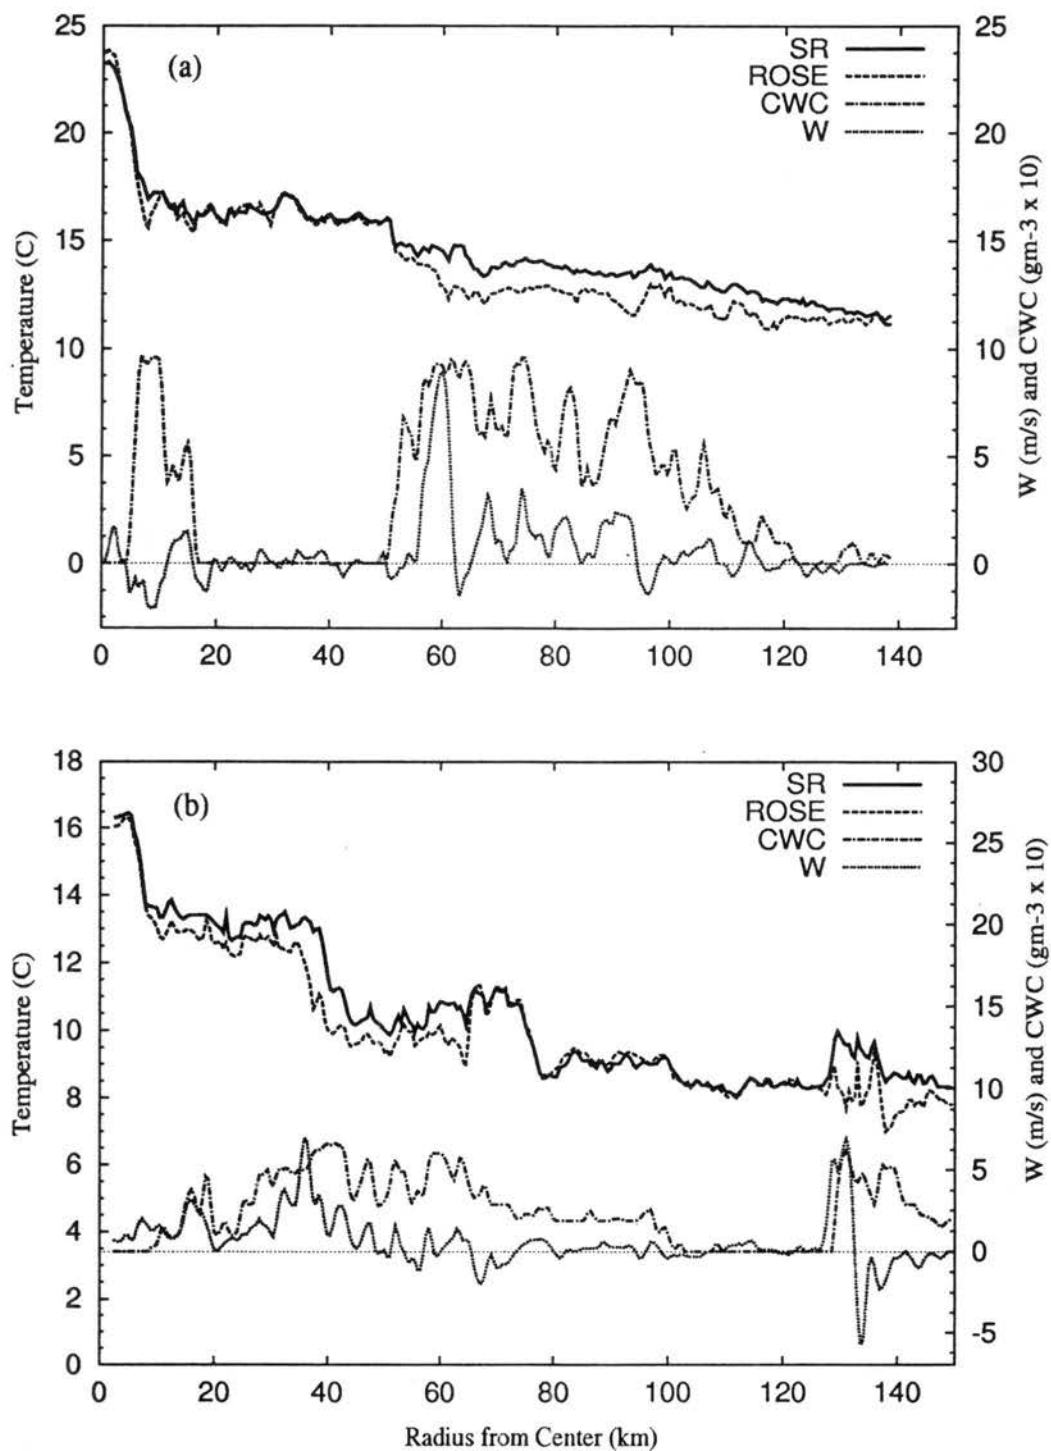 (a)
SR
ROSE
CWC
W
25
20
15
10
5
0
25
20
15
10
5
0
Temperature (C)
W (m/s) and CWC (gm-3 x 10)
0 20 40 60 80 100 120 140
(b)
SR
ROSE
CWC
W
18
16
14
12
10
8
6
4
2
0
30
25
20
15
10
5
0
-5
Temperature (C)
W (m/s) and CWC (gm-3 x 10)
0 20 40 60 80 100 120 140
Radius from Center (km)